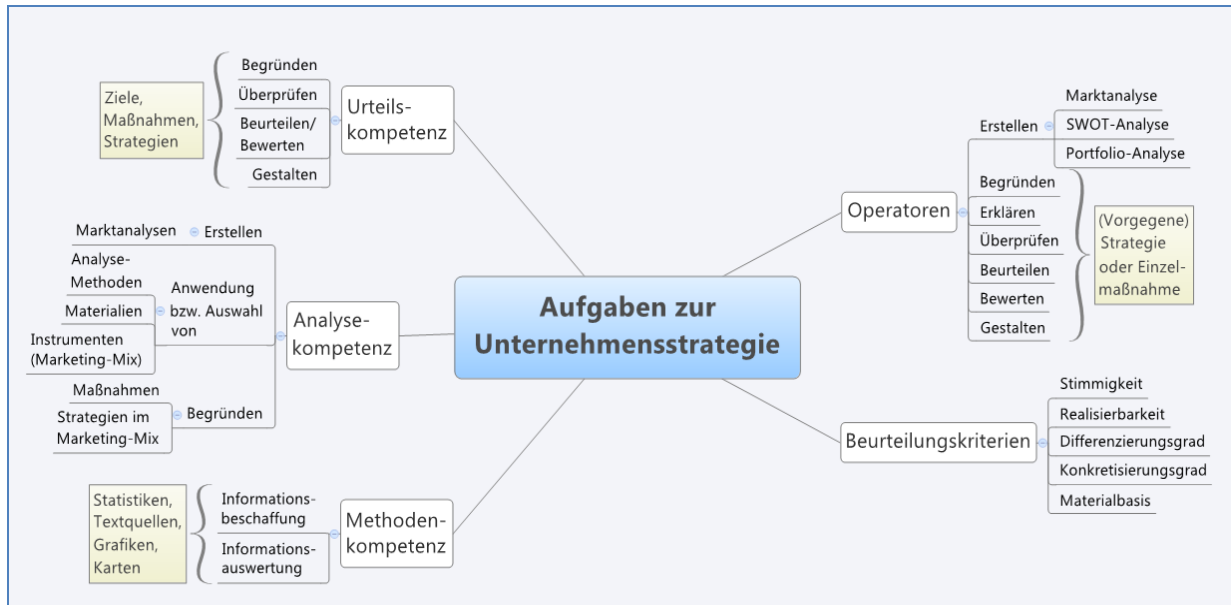 Aufgaben zur
Unternehmensstrategie
Urteils-
kompetenz
Begründen
Überprüfen
Beurteilen/
Bewerten
Gestalten
Ziele,
Maßnahmen,
Strategien
Analyse-
kompetenz
Erstellen
Marktanalysen
Anwendung
bzw. Auswahl
von
Analyse-
Methoden
Materialien
Instrumenten
(Marketing-Mix)
Begründen
Maßnahmen
Strategien im
Marketing-Mix
Methoden-
kompetenz
Informations-
beschaffung
Informations-
auswertung
Statistiken,
Textquellen,
Grafiken,
Karten
Operatoren
Erstellen
Marktanalyse
SWOT-Analyse
Portfolio-Analyse
Begründen
Erklären
Überprüfen
Beurteilen
Bewerten
Gestalten
(Vorgegene)
Strategie
oder Einzel-
maßnahme
Beurteilungskriterien
Stimmigkeit
Realisierbarkeit
Differenzierungsgrad
Konkretisierungsgrad
Materialbasis